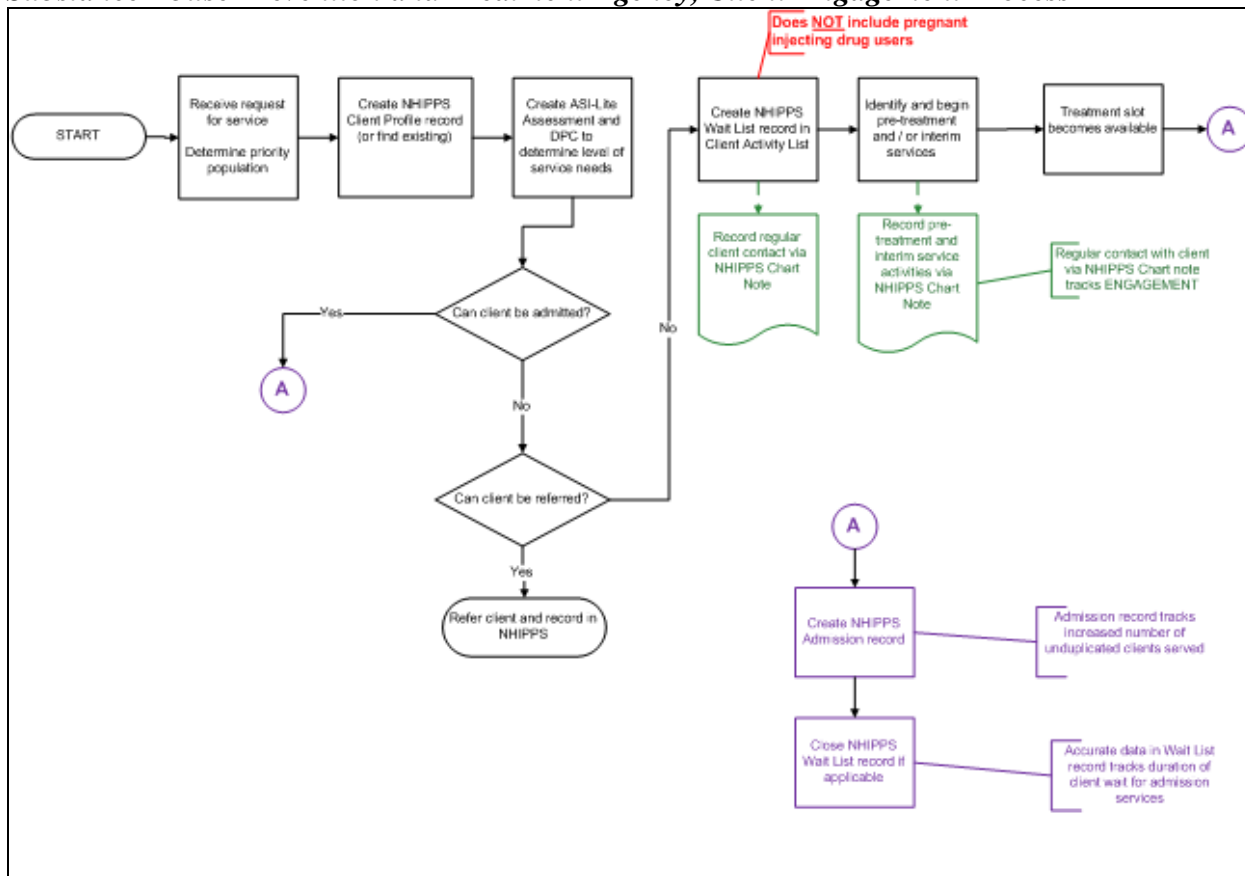 Does NOT include pregnant
injecting drug users
START
Receive request
for service
Determine priority
population
Create NHIPPS
Client Profile record
(or find existing)
Create ASI-Lite
Assessment and
DPC to
determine level of
service needs
Create NHIPPS
Wait List record in
Client Activity List
Identify and begin
pre-treatment
and / or interim
services
Treatment slot
becomes available
A
Record regular
client contact via
NHIPPS Chart
Note
Record pre-
treatment and
interim service
activities via
NHIPPS Chart
Note
Regular contact with client
via NHIPPS Chart note
tracks ENGAGEMENT
Yes
Can client be admitted?
No
A
No
Can client be referred?
Yes
Refer client and record in
NHIPPS
A
Create NHIPPS
Admission record
Admission record tracks
increased number of
unduplicated clients served
Close NHIPPS
Wait List record if
applicable
Accurate data in Wait List
record tracks duration of
client wait for admission
services